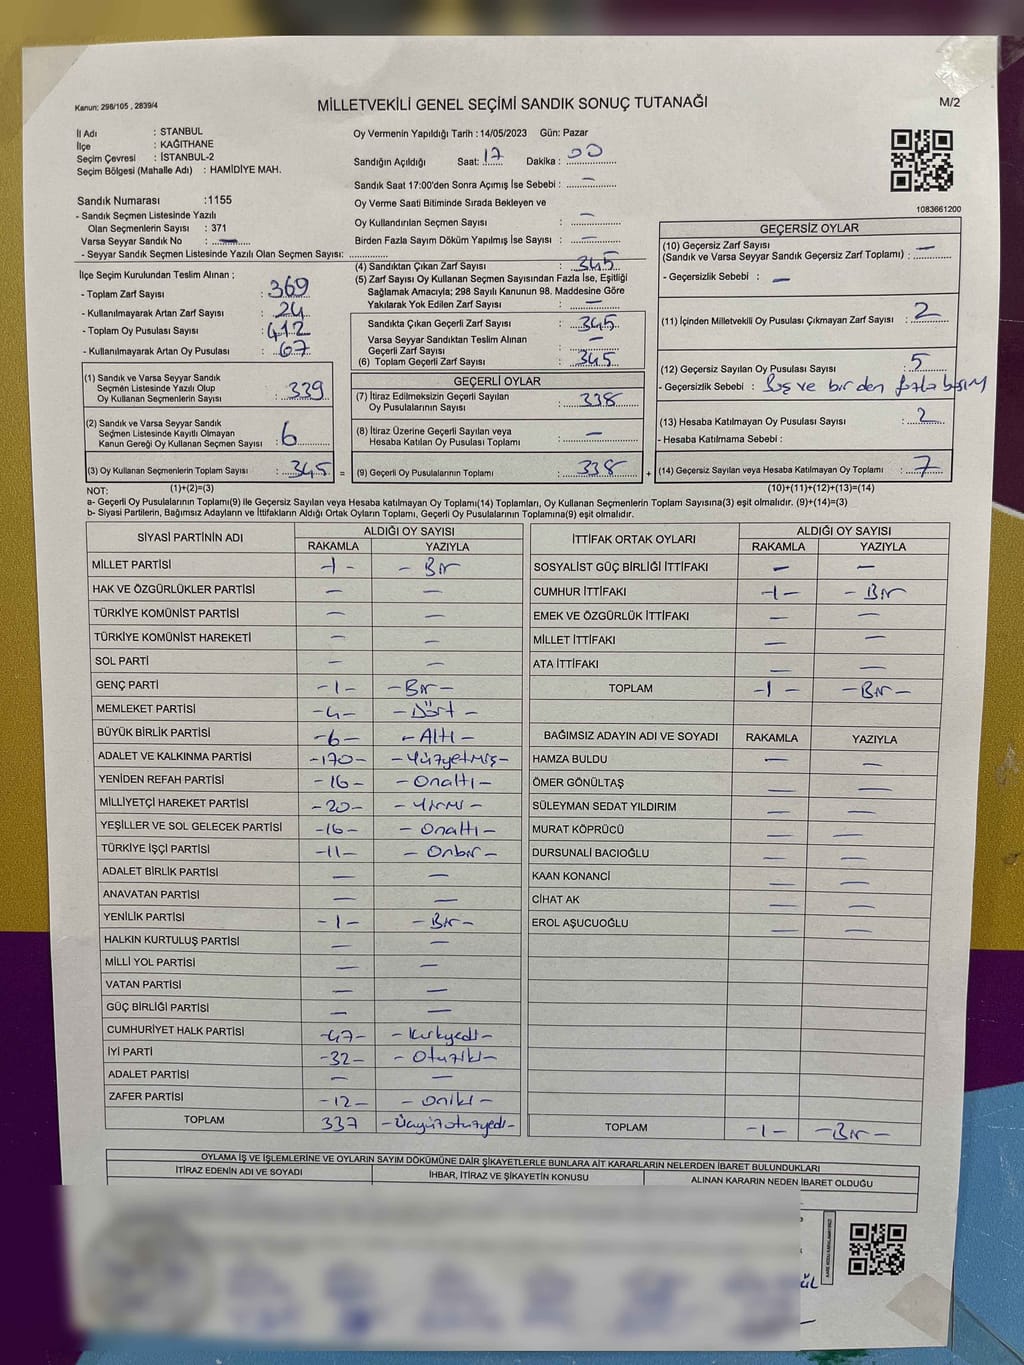 Kanun: 298/105 , 2839/4
MİLLETVEKİLİ GENEL SEÇİMİ SANDIK SONUÇ TUTANAĞI
M/2
İl Adı : STANBUL
İlçe : KAĞITHANE
Seçim Çevresi : İSTANBUL-2
Seçim Bölgesi (Mahalle Adı) : HAMİDİYE MAH.
Oy Vermenin Yapıldığı Tarih : 14/05/2023 Gün: Pazar
Sandığın Açıldığı Saat: 17 Dakika : 00
Sandık Saat 17:00'den Sonra Açımış İse Sebebi : —
Oy Verme Saati Bitiminde Sırada Bekleyen ve
Oy Kullandırılan Seçmen Sayısı : —
Birden Fazla Sayım Döküm Yapılmış İse Sayısı : —
1083661200
Sandık Numarası :1155
- Sandık Seçmen Listesinde Yazılı
Olan Seçmenlerin Sayısı : 371
Varsa Seyyar Sandık No : —
- Seyyar Sandık Seçmen Listesinde Yazılı Olan Seçmen Sayısı:
İlçe Seçim Kurulundan Teslim Alınan ;
- Toplam Zarf Sayısı : 369
- Kullanılmayarak Artan Zarf Sayısı : 24
- Toplam Oy Pusulası Sayısı : 412
- Kullanılmayarak Artan Oy Pusulası : 67
(4) Sandıktan Çıkan Zarf Sayısı : 345
(5) Zarf Sayısı Oy Kullanan Seçmen Sayısından Fazla İse, Eşitliği
Sağlamak Amacıyla; 298 Sayılı Kanunun 98. Maddesine Göre
Yakılarak Yok Edilen Zarf Sayısı : —
Sandıkta Çıkan Geçerli Zarf Sayısı : 345
Varsa Seyyar Sandıktan Teslim Alınan
Geçerli Zarf Sayısı : —
(6) Toplam Geçerli Zarf Sayısı : 345
GEÇERSİZ OYLAR
(10) Geçersiz Zarf Sayısı
(Sandık ve Varsa Seyyar Sandık Geçersiz Zarf Toplamı) : —
- Geçersizlik Sebebi : —
(11) İçinden Milletvekili Oy Pusulası Çıkmayan Zarf Sayısı : 2
(12) Geçersiz Sayılan Oy Pusulası Sayısı : 5
- Geçersizlik Sebebi : Boş ve birden fazla basım
(13) Hesaba Katılmayan Oy Pusulası Sayısı : 2
- Hesaba Katılmama Sebebi :
(14) Geçersiz Sayılan veya Hesaba Katılmayan Oy Toplamı : 7
(10)+(11)+(12)+(13)=(14)
(1) Sandık ve Varsa Seyyar Sandık
Seçmen Listesinde Yazılı Olup
Oy Kullanan Seçmenlerin Sayısı : 339
(2) Sandık ve Varsa Seyyar Sandık
Seçmen Listesinde Kayıtlı Olmayan
Kanun Gereği Oy Kullanan Seçmen Sayısı : 6
(3) Oy Kullanan Seçmenlerin Toplam Sayısı : 345 =
(1)+(2)=(3)
GEÇERLİ OYLAR
(7) İtiraz Edilmeksizin Geçerli Sayılan
Oy Pusulalarının Sayısı : 338
(8) İtiraz Üzerine Geçerli Sayılan veya
Hesaba Katılan Oy Pusulası Toplamı : —
(9) Geçerli Oy Pusulalarının Toplamı : 338 +
NOT:
a- Geçerli Oy Pusulalarının Toplamı(9) ile Geçersiz Sayılan veya Hesaba katılmayan Oy Toplamı(14) Toplamları, Oy Kullanan Seçmenlerin Toplam Sayısına(3) eşit olmalıdır. (9)+(14)=(3)
b- Siyasi Partilerin, Bağımsız Adayların ve İttifakların Aldığı Ortak Oyların Toplamı, Geçerli Oy Pusulalarının Toplamına(9) eşit olmalıdır.
SİYASİ PARTİNİN ADI ALDIĞI OY SAYISI
RAKAMLA YAZIYLA
MİLLET PARTİSİ -1- - Bir
HAK VE ÖZGÜRLÜKLER PARTİSİ — —
TÜRKİYE KOMÜNİST PARTİSİ — —
TÜRKİYE KOMÜNİST HAREKETİ — —
SOL PARTİ — —
GENÇ PARTİ -1- -Bir-
MEMLEKET PARTİSİ -4- -Dört-
BÜYÜK BİRLİK PARTİSİ -6- -Altı-
ADALET VE KALKINMA PARTİSİ -170- -Yüzyetmiş-
YENİDEN REFAH PARTİSİ -16- -Onaltı-
MİLLİYETÇİ HAREKET PARTİSİ -20- -Yirmi-
YEŞİLLER VE SOL GELECEK PARTİSİ -16- -Onaltı-
TÜRKİYE İŞÇİ PARTİSİ -11- -Onbir-
ADALET BİRLİK PARTİSİ — —
ANAVATAN PARTİSİ — —
YENİLİK PARTİSİ -1- -Bir-
HALKIN KURTULUŞ PARTİSİ — —
MİLLİ YOL PARTİSİ — —
VATAN PARTİSİ — —
GÜÇ BİRLİĞİ PARTİSİ — —
CUMHURİYET HALK PARTİSİ -47- -Kırkyedi-
İYİ PARTİ -32- -Otuziki-
ADALET PARTİSİ — —
ZAFER PARTİSİ -12- -Oniki-
TOPLAM 337 -Üçyüzotuzyedi-
İTTİFAK ORTAK OYLARI ALDIĞI OY SAYISI
RAKAMLA YAZIYLA
SOSYALİST GÜÇ BİRLİĞİ İTTİFAKI — —
CUMHUR İTTİFAKI -1- -Bir
EMEK VE ÖZGÜRLÜK İTTİFAKI — —
MİLLET İTTİFAKI — —
ATA İTTİFAKI — —
TOPLAM -1- -Bir-
BAĞIMSIZ ADAYIN ADI VE SOYADI RAKAMLA YAZIYLA
HAMZA BULDU — —
ÖMER GÖNÜLTAŞ — —
SÜLEYMAN SEDAT YILDIRIM — —
MURAT KÖPRÜCÜ — —
DURSUNALİ BACIOĞLU — —
KAAN KONANCİ — —
CİHAT AK — —
EROL AŞUCUOĞLU — —
TOPLAM -1- -Bir-
OYLAMA İŞ VE İŞLEMLERİNE VE OYLARIN SAYIM DÖKÜMÜNE DAİR ŞİKAYETLERLE BUNLARA AİT KARARLARIN NELERDEN İBARET BULUNDUKLARI
İTİRAZ EDENİN ADI VE SOYADI İHBAR, İTİRAZ VE ŞİKAYETİN KONUSU ALINAN KARARIN NEDEN İBARET OLDUĞU